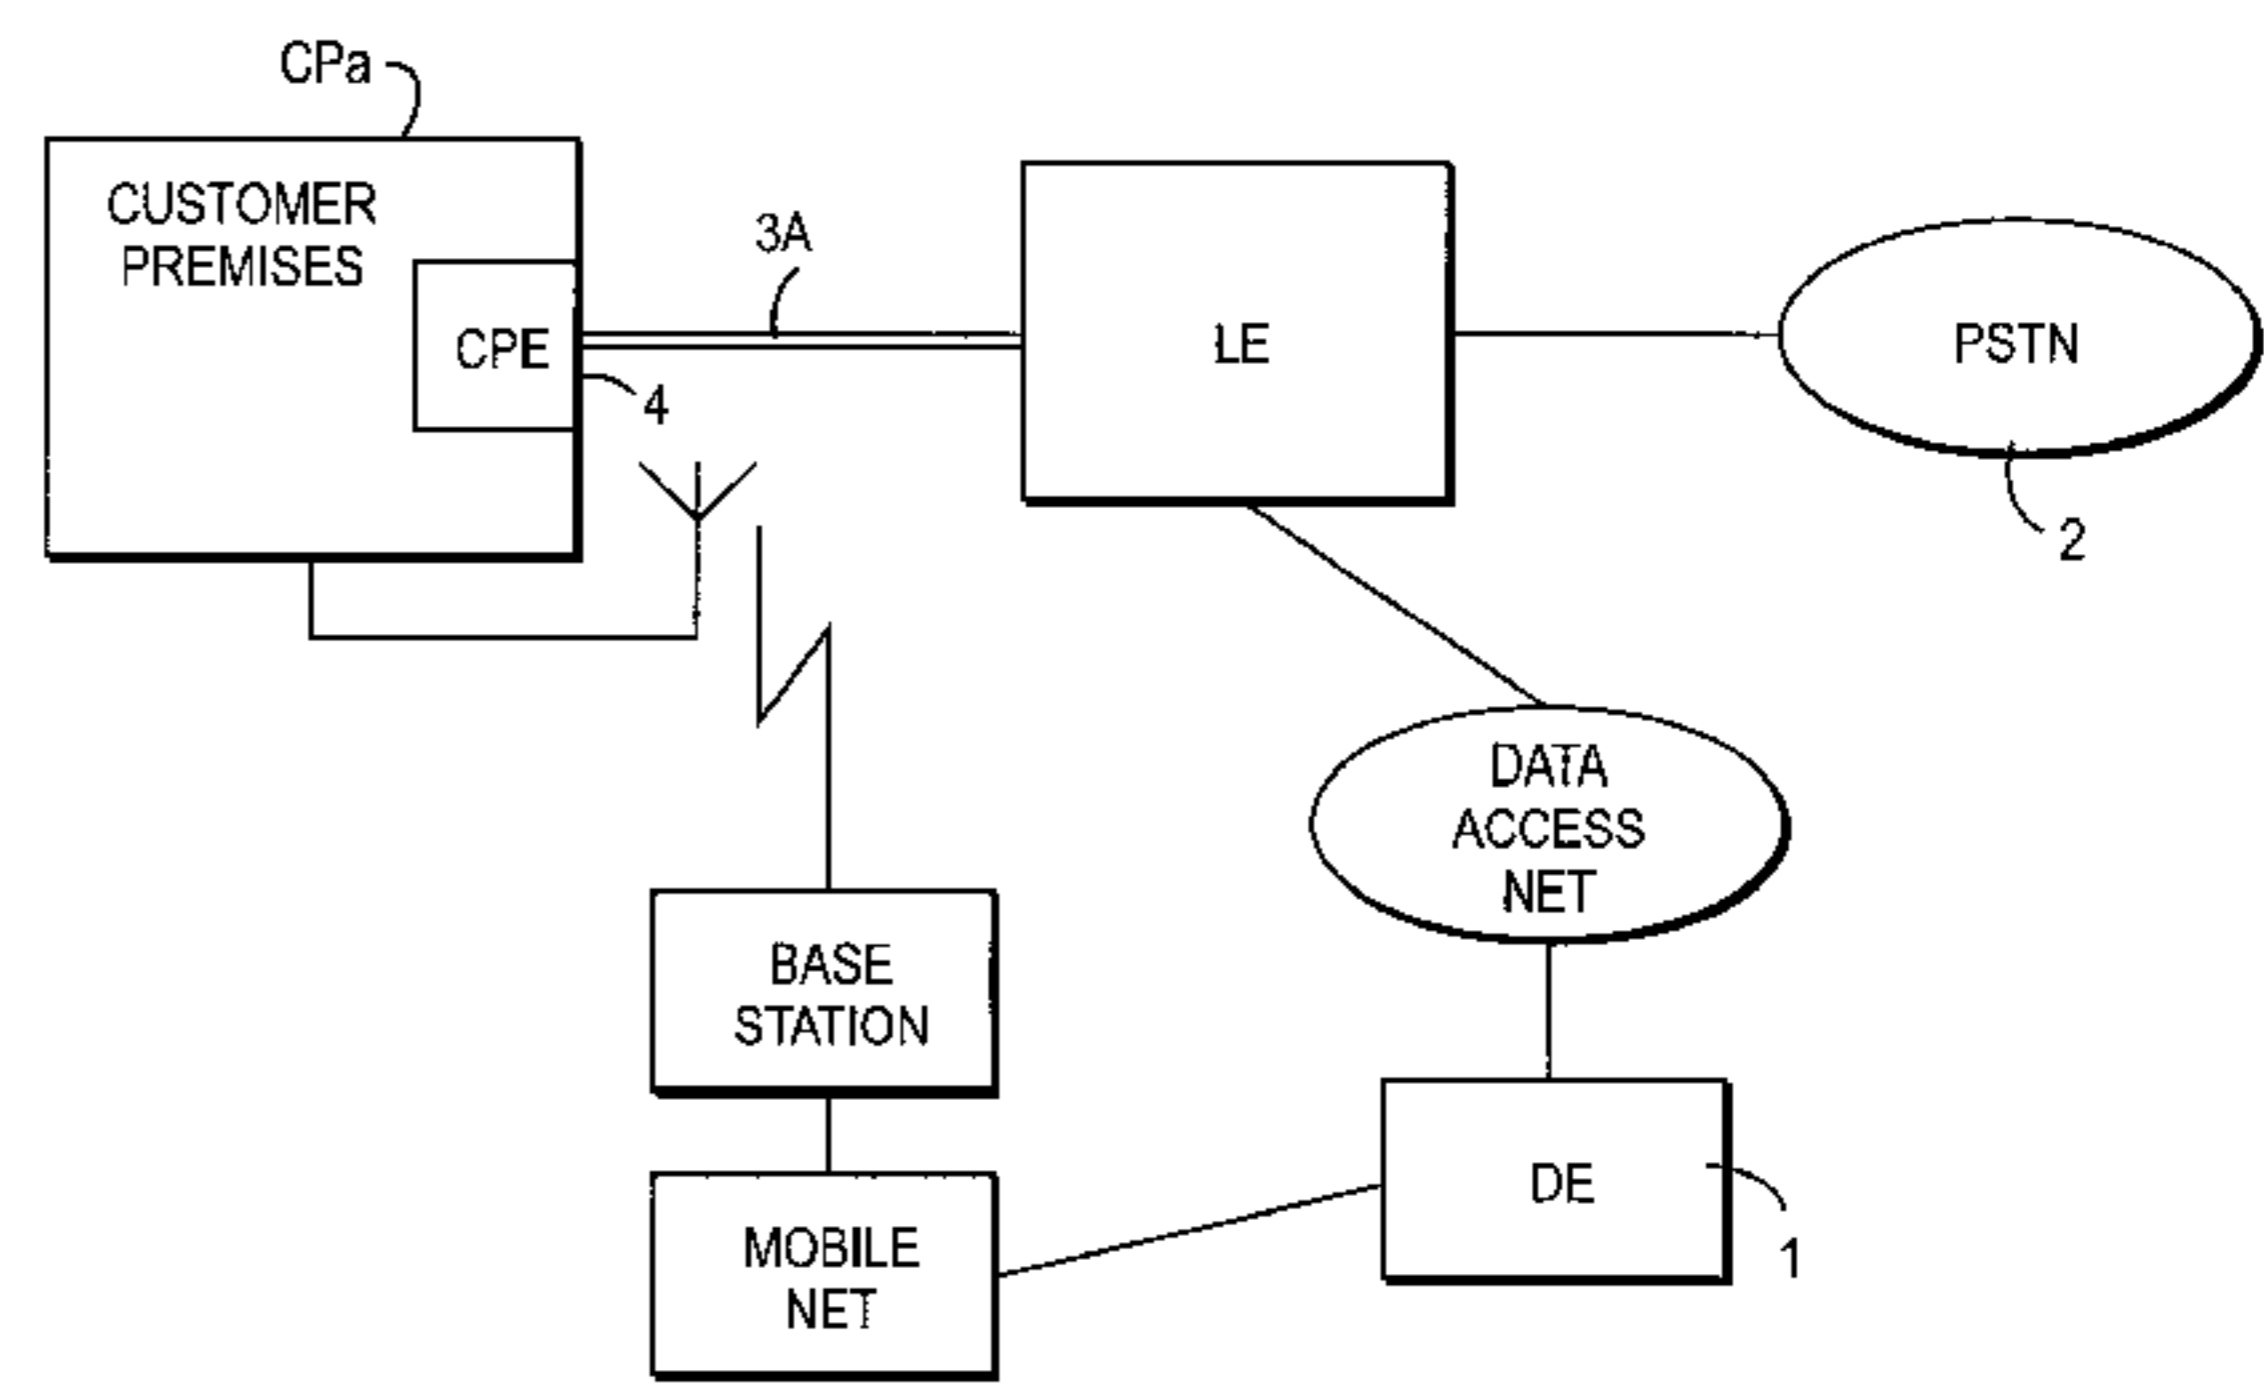 CPa
CUSTOMER
PREMISES
CPE
4
3A
LE
PSTN
2
DATA
ACCESS
NET
BASE
STATION
MOBILE
NET
DE
1